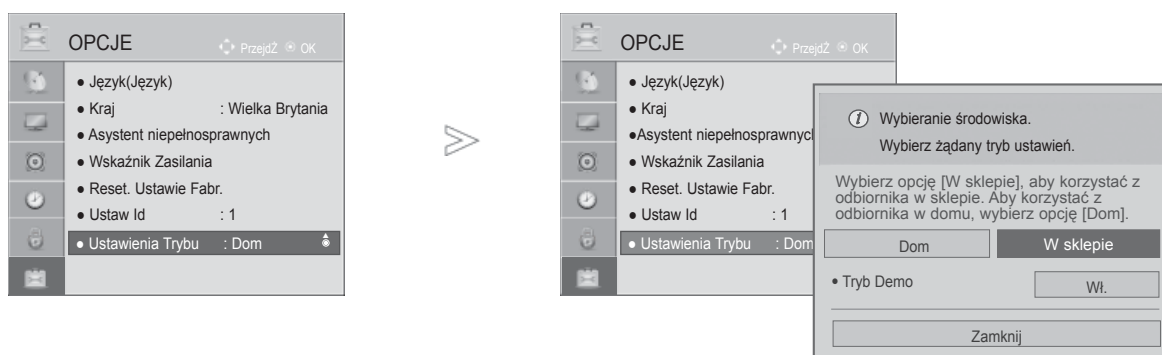 OPCJE PrzejdŹ OK
• Język(Język)
• Kraj : Wielka Brytania
• Asystent niepełnosprawnych
• Wskaźnik Zasilania
• Reset. Ustawie Fabr.
• Ustaw Id : 1
• Ustawienia Trybu : Dom
OPCJE PrzejdŹ OK
• Język(Język)
• Kraj
•Asystent niepełnosprawnych
• Wskaźnik Zasilania
• Reset. Ustawie Fabr.
• Ustaw Id : 1
• Ustawienia Trybu : Dom
Wybieranie środowiska.
Wybierz żądany tryb ustawień.
Wybierz opcję [W sklepie], aby korzystać z
odbiornika w sklepie. Aby korzystać z
odbiornika w domu, wybierz opcję [Dom].
Dom W sklepie
• Tryb Demo Wł.
Zamknij